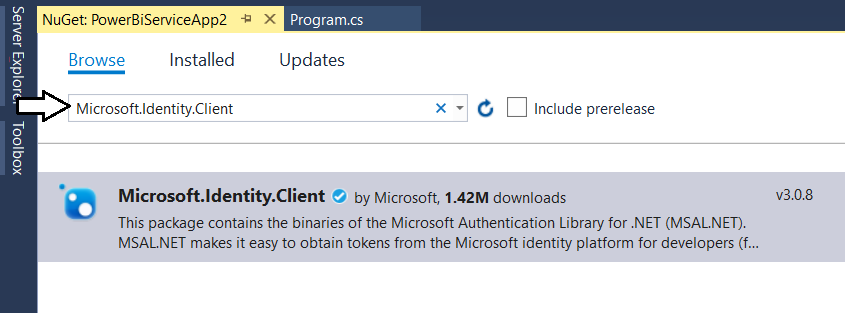 NuGet: PowerBiServiceApp2
Program.cs
Server Explorer
Toolbox
Browse Installed Updates
Microsoft.Identity.Client
Include prerelease
Microsoft.Identity.Client by Microsoft, 1.42M downloads
v3.0.8
This package contains the binaries of the Microsoft Authentication Library for .NET (MSAL.NET).
MSAL.NET makes it easy to obtain tokens from the Microsoft identity platform for developers (f...